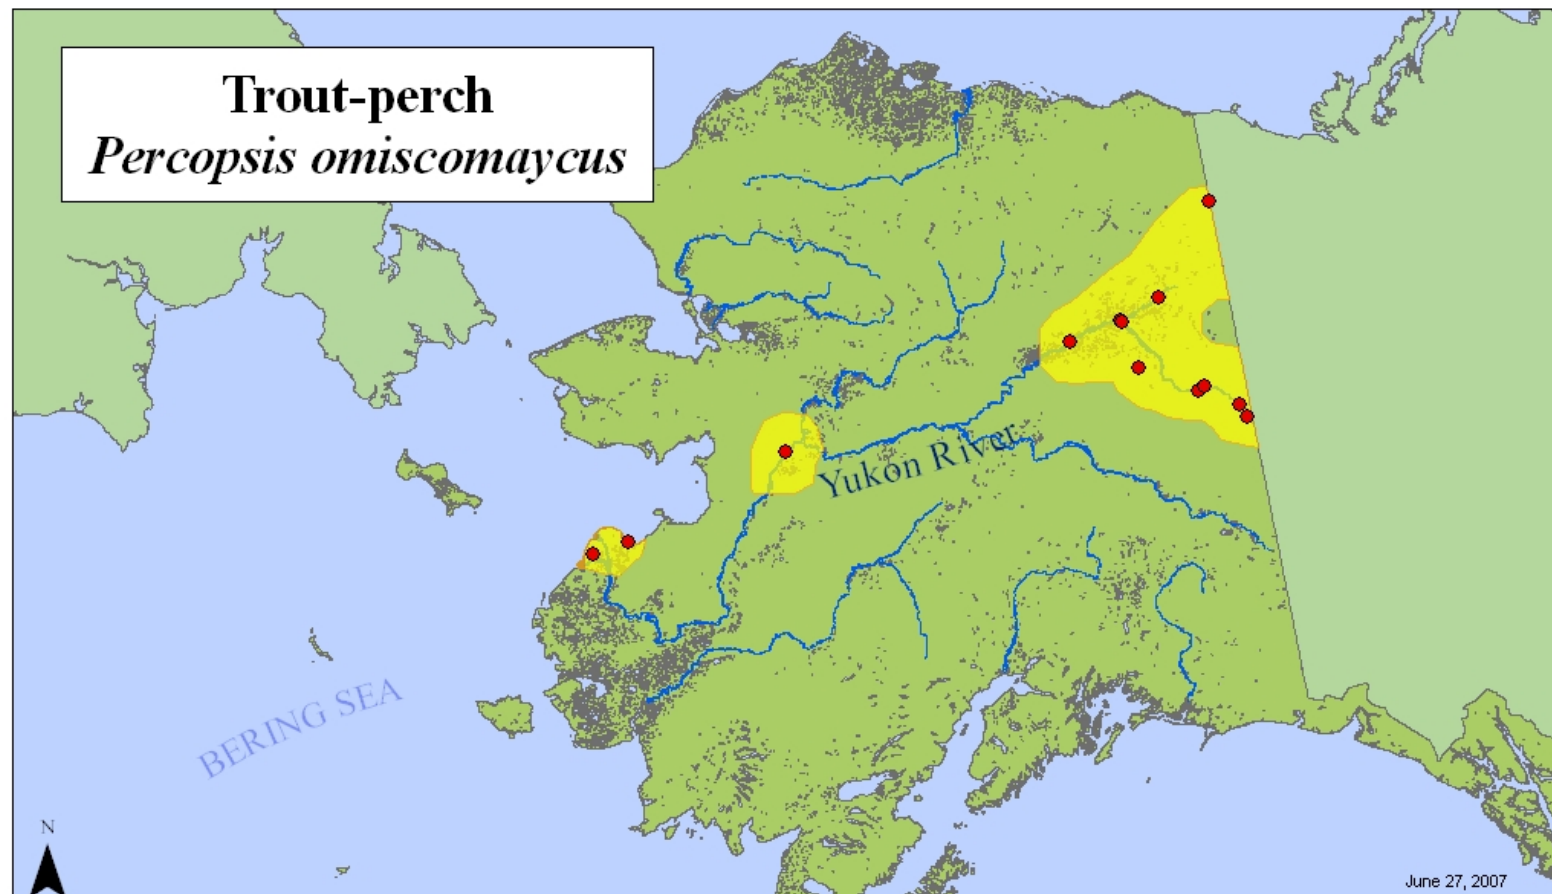 Trout-perch
Percopsis omiscomaycus
Yukon River
BERING SEA
N
June 27, 2007